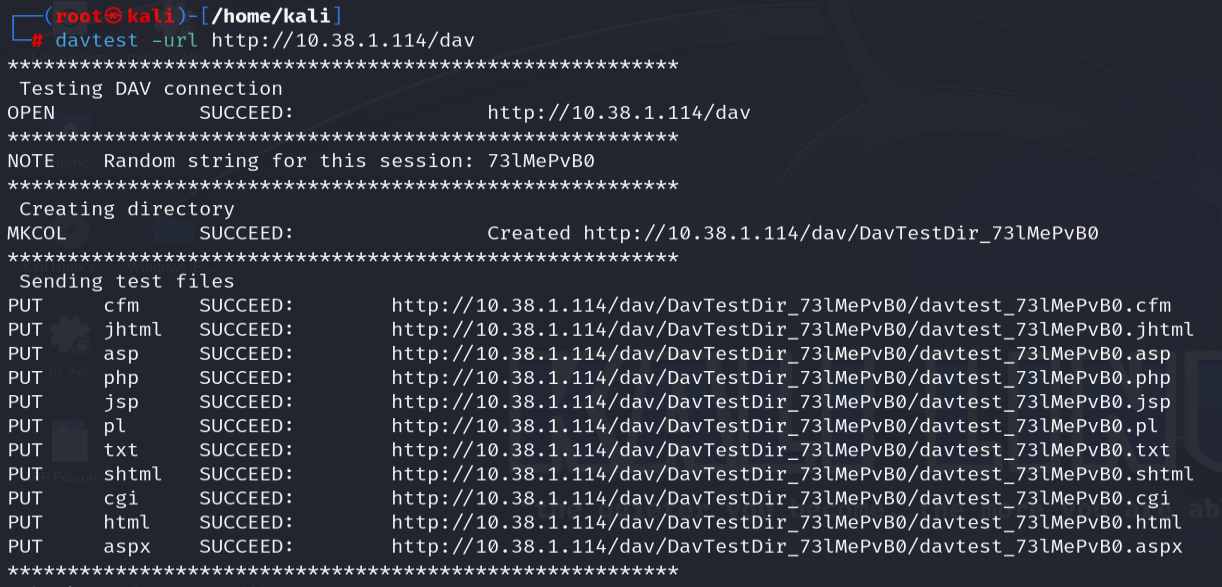 (root㉿kali)-[/home/kali]
# davtest -url http://10.38.1.114/dav
********************************************************
Testing DAV connection
OPEN SUCCEED: http://10.38.1.114/dav
********************************************************
NOTE Random string for this session: 73lMePvB0
********************************************************
Creating directory
MKCOL SUCCEED: Created http://10.38.1.114/dav/DavTestDir_73lMePvB0
********************************************************
Sending test files
PUT cfm SUCCEED: http://10.38.1.114/dav/DavTestDir_73lMePvB0/davtest_73lMePvB0.cfm
PUT jhtml SUCCEED: http://10.38.1.114/dav/DavTestDir_73lMePvB0/davtest_73lMePvB0.jhtml
PUT asp SUCCEED: http://10.38.1.114/dav/DavTestDir_73lMePvB0/davtest_73lMePvB0.asp
PUT php SUCCEED: http://10.38.1.114/dav/DavTestDir_73lMePvB0/davtest_73lMePvB0.php
PUT jsp SUCCEED: http://10.38.1.114/dav/DavTestDir_73lMePvB0/davtest_73lMePvB0.jsp
PUT pl SUCCEED: http://10.38.1.114/dav/DavTestDir_73lMePvB0/davtest_73lMePvB0.pl
PUT txt SUCCEED: http://10.38.1.114/dav/DavTestDir_73lMePvB0/davtest_73lMePvB0.txt
PUT shtml SUCCEED: http://10.38.1.114/dav/DavTestDir_73lMePvB0/davtest_73lMePvB0.shtml
PUT cgi SUCCEED: http://10.38.1.114/dav/DavTestDir_73lMePvB0/davtest_73lMePvB0.cgi
PUT html SUCCEED: http://10.38.1.114/dav/DavTestDir_73lMePvB0/davtest_73lMePvB0.html
PUT aspx SUCCEED: http://10.38.1.114/dav/DavTestDir_73lMePvB0/davtest_73lMePvB0.aspx
********************************************************